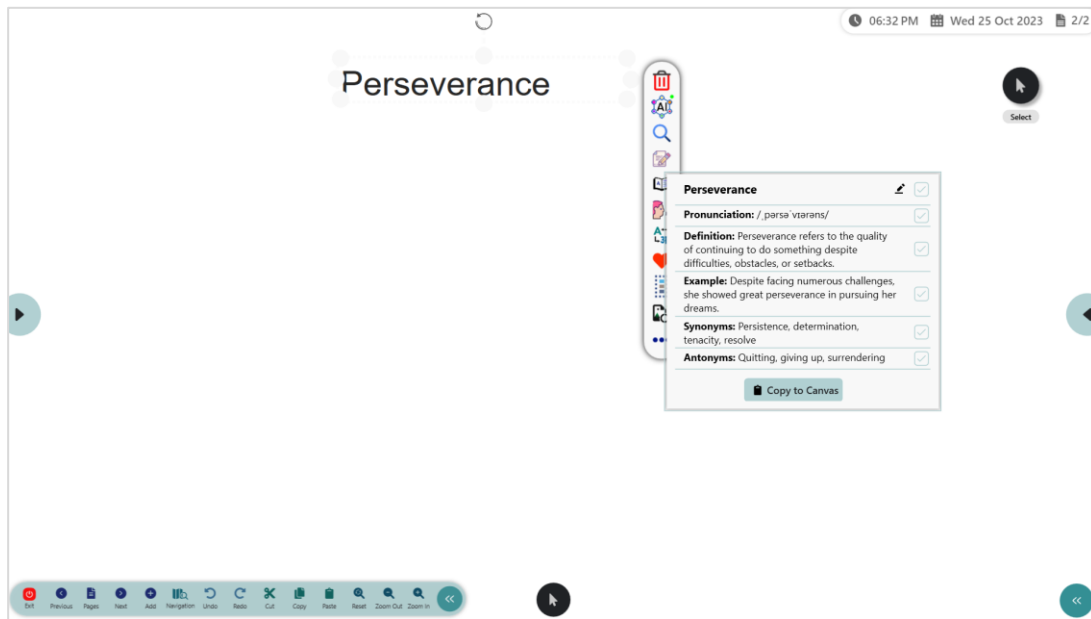 06:32 PM Wed 25 Oct 2023 2/2
Perseverance
Select
Perseverance
Pronunciation: /ˌpərsəˈvɪərəns/
Definition: Perseverance refers to the quality
of continuing to do something despite
difficulties, obstacles, or setbacks.
Example: Despite facing numerous challenges,
she showed great perseverance in pursuing her
dreams.
Synonyms: Persistence, determination,
tenacity, resolve
Antonyms: Quitting, giving up, surrendering
Copy to Canvas
Exit Previous Pages Next Add Navigation Undo Redo Cut Copy Paste Reset Zoom Out Zoom In